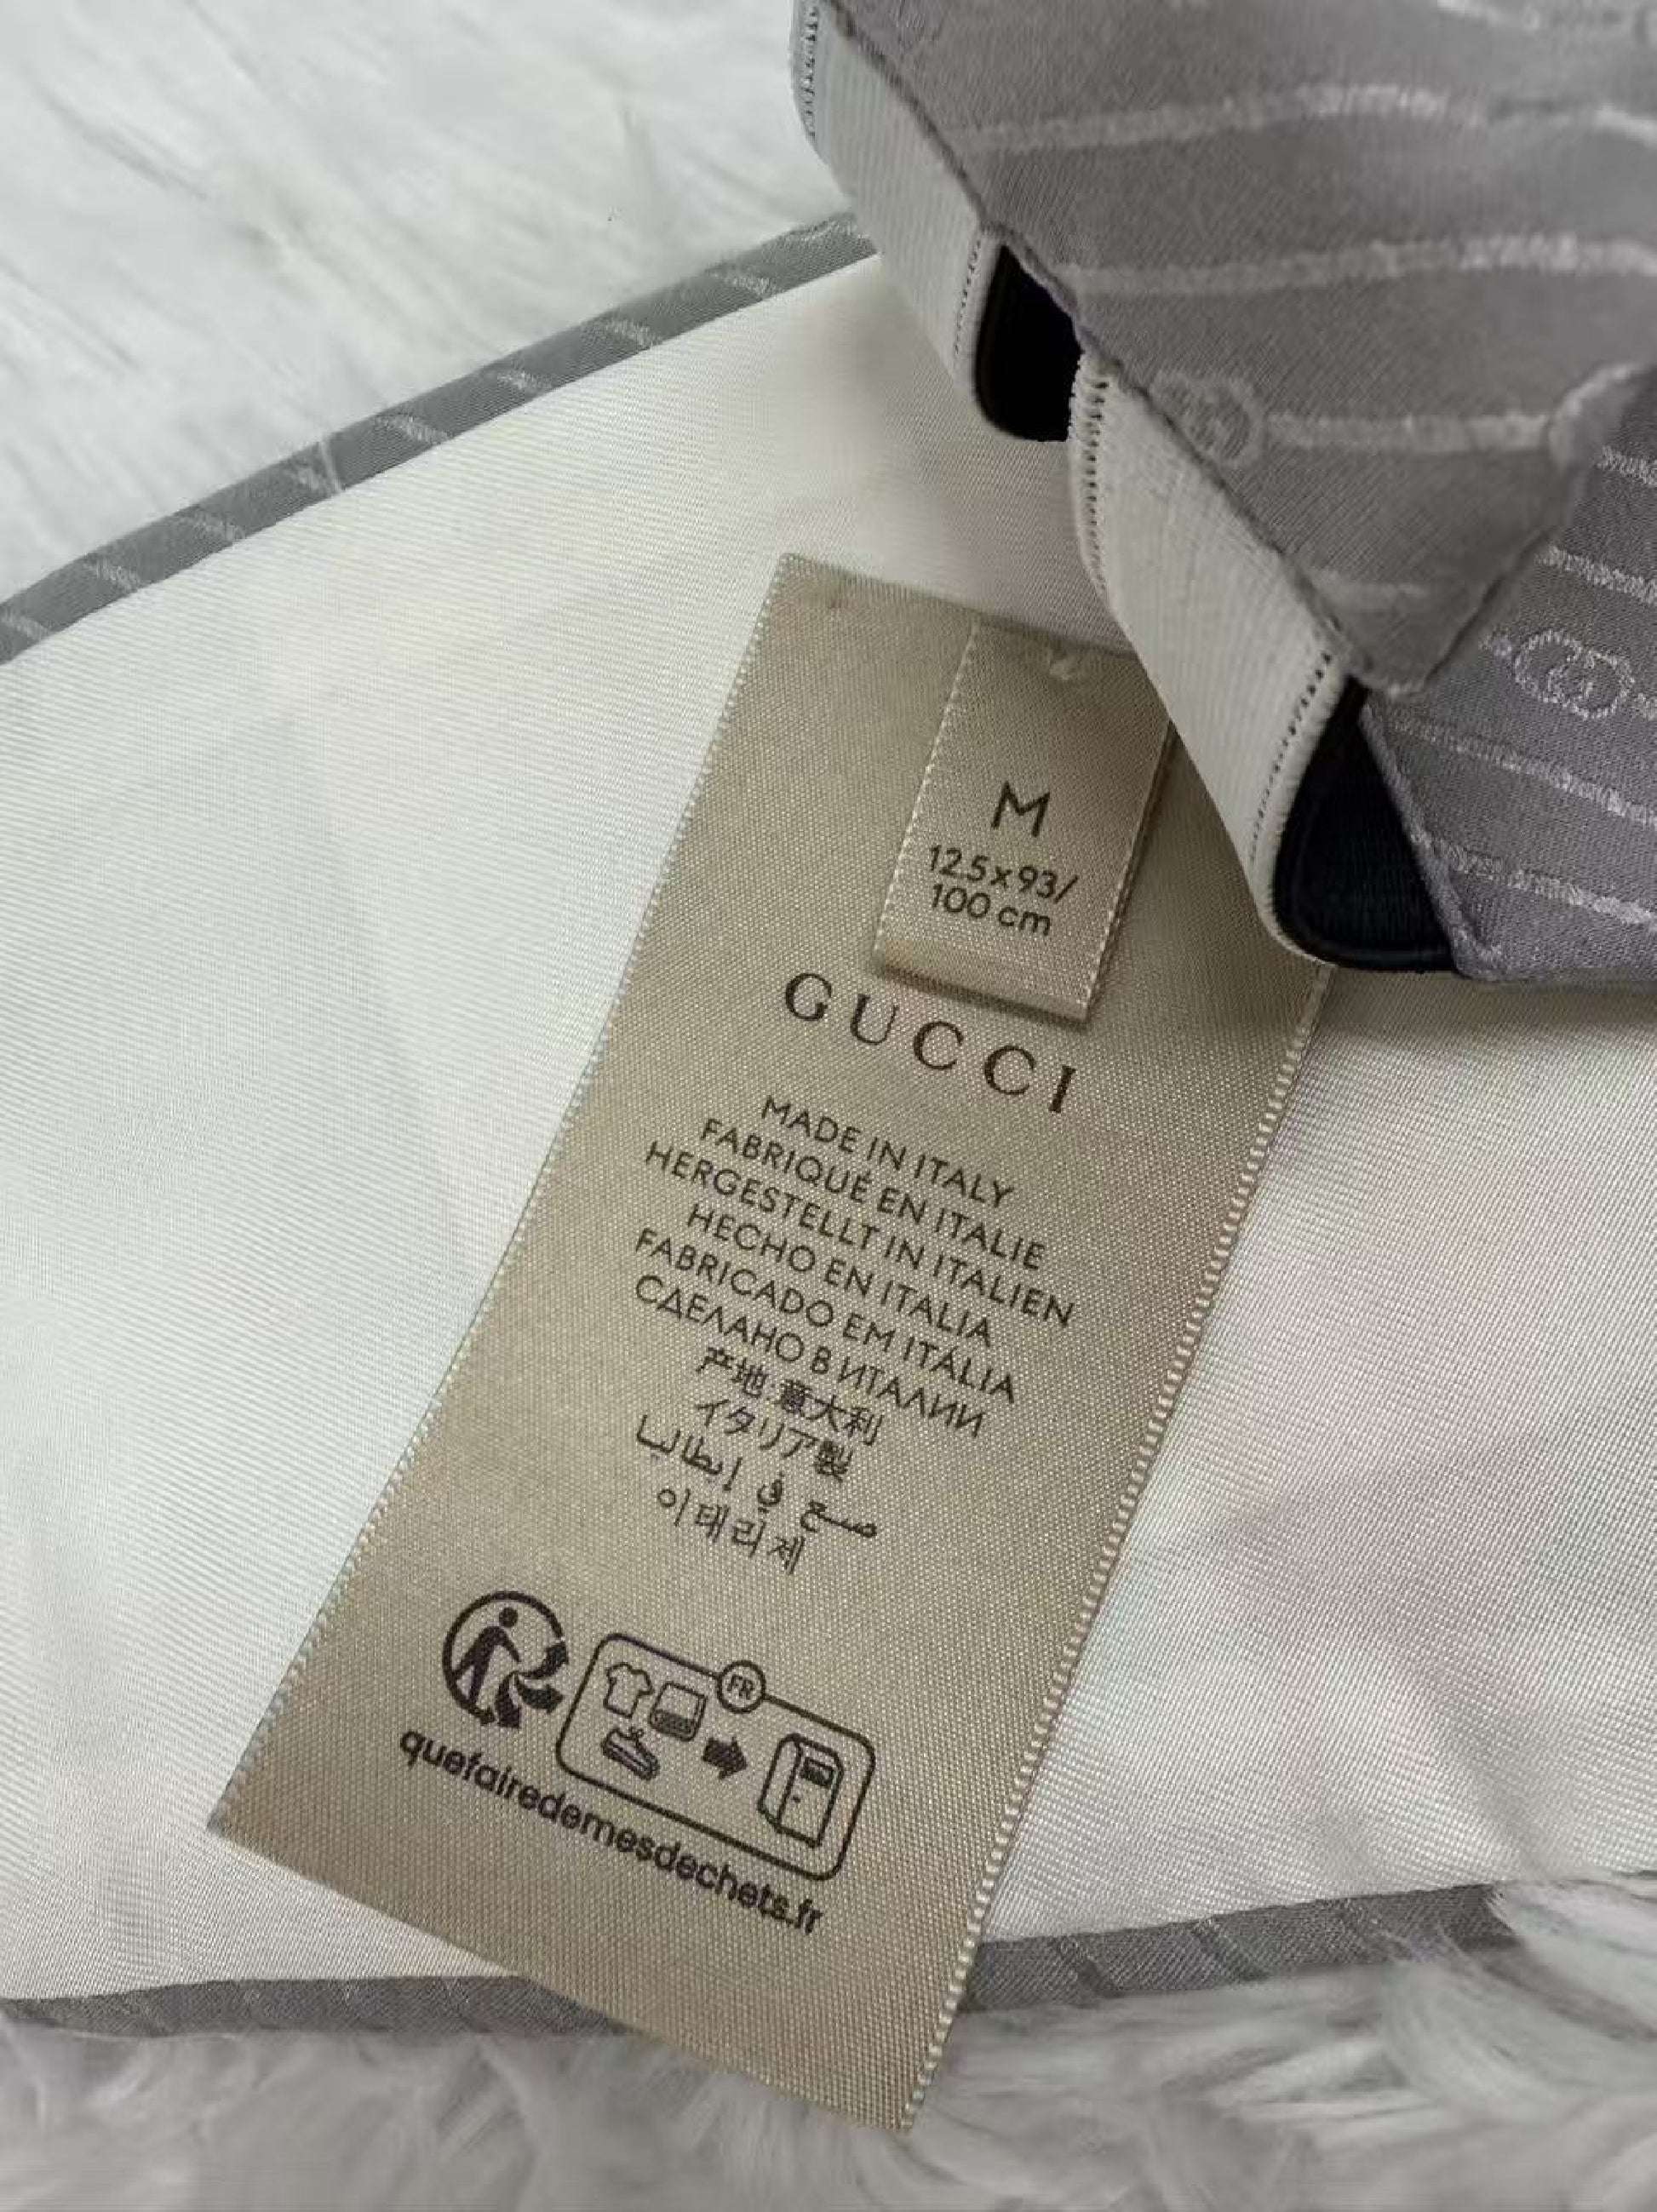 M
12.5 x 93/
100 cm
GUCCI
MADE IN ITALY
FABRIQUÉ EN ITALIE
HERGESTELLT IN ITALIEN
HECHO EN ITALIA
FABRICADO EM ITÁLIA
СДЕЛАНО В ИТАЛИИ
产地:意大利
イタリア製
صنع في إيطاليا
이태리제
FR
quefairedemesdechets.fr